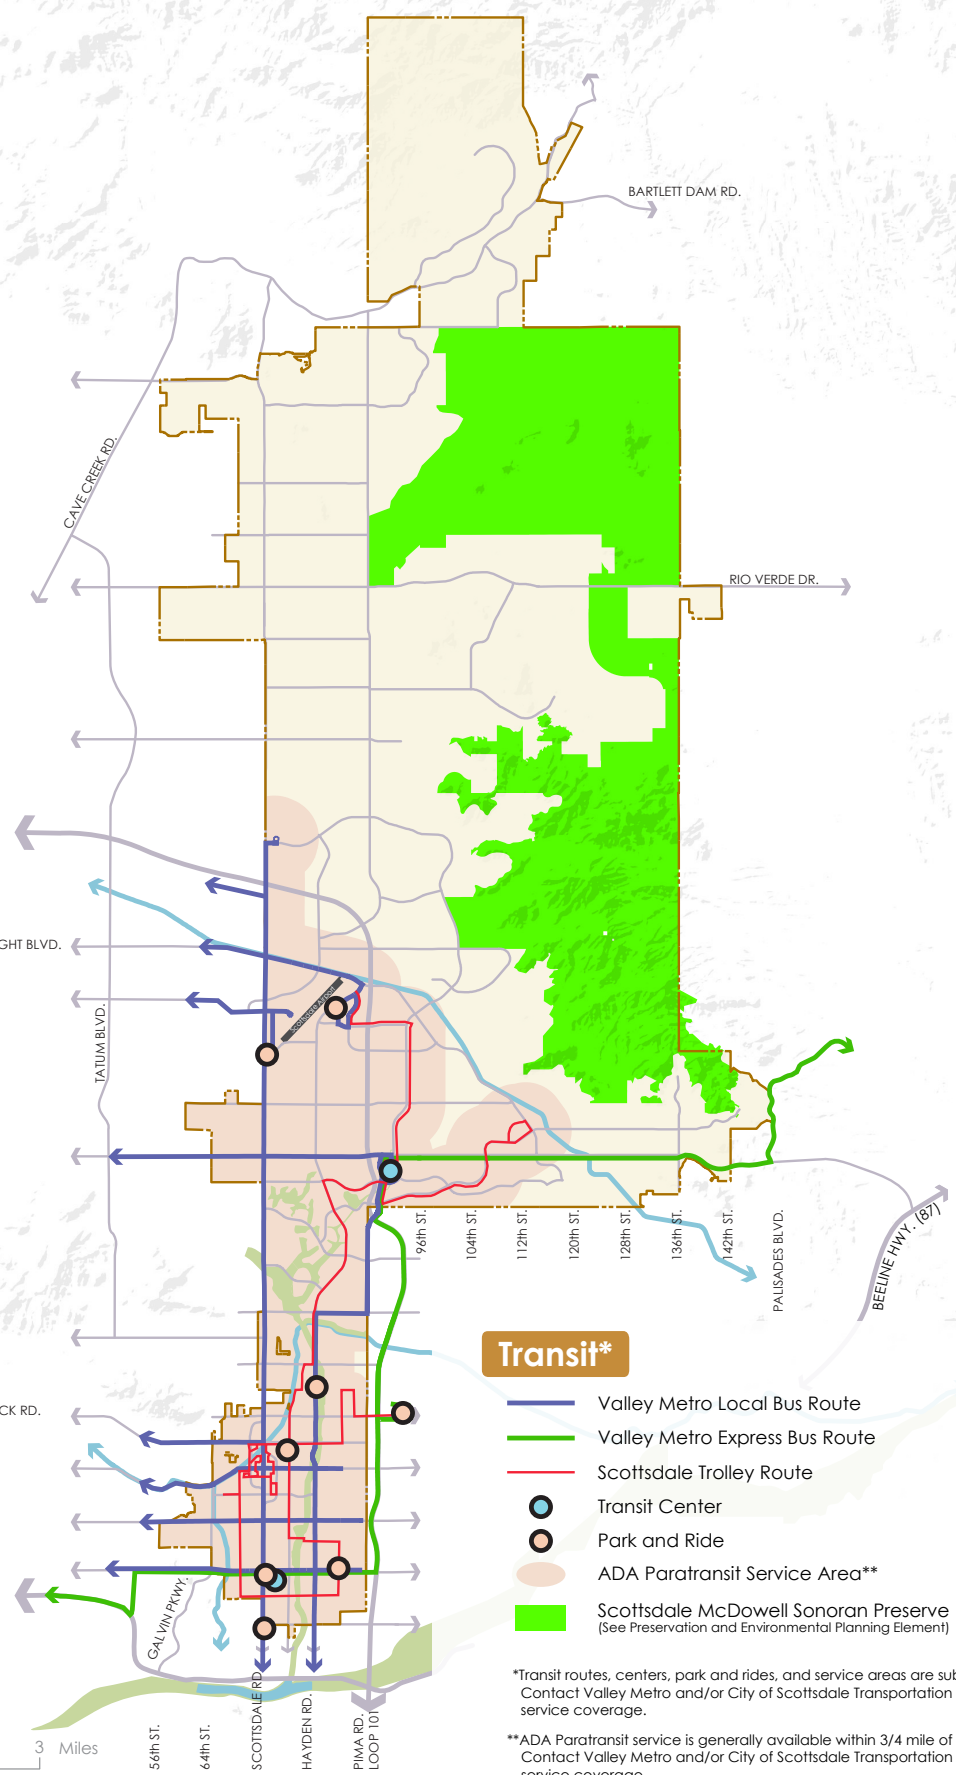 BARTLETT DAM RD.
CAVE CREEK RD.
RIO VERDE DR.
GHT BLVD.
Scottsdale Airport
TATUM BLVD.
96th ST.
104th ST.
112th ST.
120th ST.
128th ST.
136th ST.
142th ST.
PALISADES BLVD.
BEELINE HWY. (87)
Transit*
CK RD.
Valley Metro Local Bus Route
Valley Metro Express Bus Route
Scottsdale Trolley Route
Transit Center
Park and Ride
ADA Paratransit Service Area**
Scottsdale McDowell Sonoran Preserve
(See Preservation and Environmental Planning Element)
GALVIN PKWY.
*Transit routes, centers, park and rides, and service areas are sub
Contact Valley Metro and/or City of Scottsdale Transportation
service coverage.
**ADA Paratransit service is generally available within 3/4 mile of
Contact Valley Metro and/or City of Scottsdale Transportation
service coverage
3 Miles
56th ST.
64th ST.
SCOTTSDALE RD.
HAYDEN RD.
PIMA RD.
LOOP 101